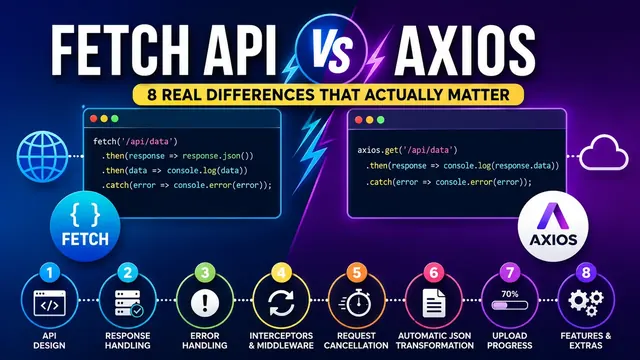 FETCH API VS AXIOS
8 REAL DIFFERENCES THAT ACTUALLY MATTER
fetch('/api/data')
.then(response => response.json())
.then(data => console.log(data))
.catch(error => console.error(error));
axios.get('/api/data')
.then(response => console.log(response.data))
.catch(error => console.error(error));
{ }
FETCH
AXIOS
1
API
DESIGN
2
RESPONSE
HANDLING
3
ERROR
HANDLING
4
INTERCEPTORS
& MIDDLEWARE
5
REQUEST
CANCELLATION
6
AUTOMATIC JSON
TRANSFORMATION
7
70%
UPLOAD
PROGRESS
8
FEATURES &
EXTRAS